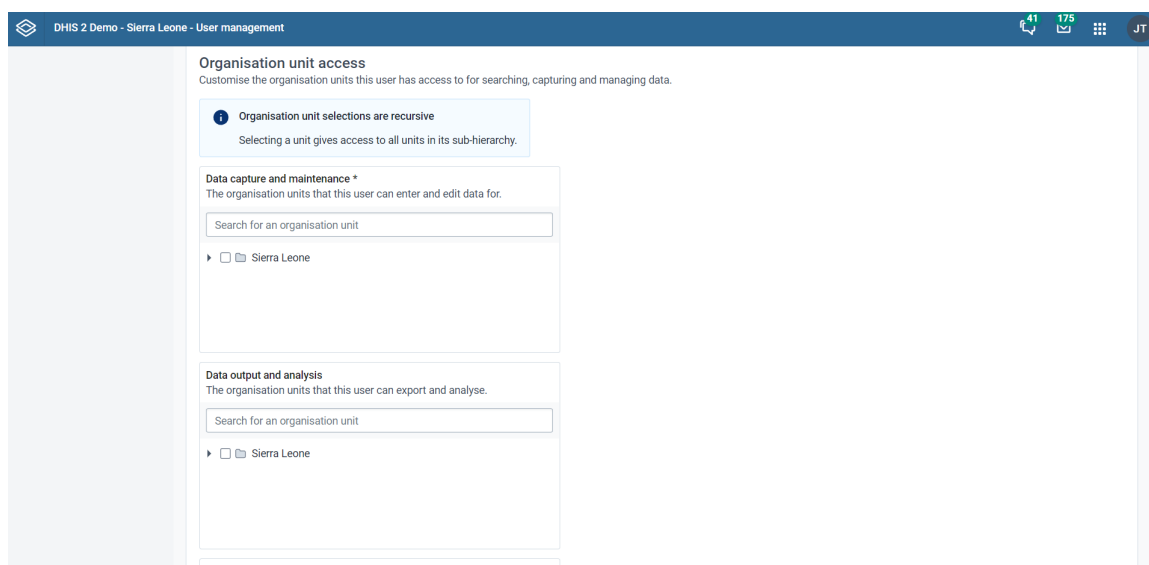 DHIS 2 Demo - Sierra Leone - User management
41
175
JT
Organisation unit access
Customise the organisation units this user has access to for searching, capturing and managing data.
Organisation unit selections are recursive
Selecting a unit gives access to all units in its sub-hierarchy.
Data capture and maintenance *
The organisation units that this user can enter and edit data for.
Search for an organisation unit
Sierra Leone
Data output and analysis
The organisation units that this user can export and analyse.
Search for an organisation unit
Sierra Leone